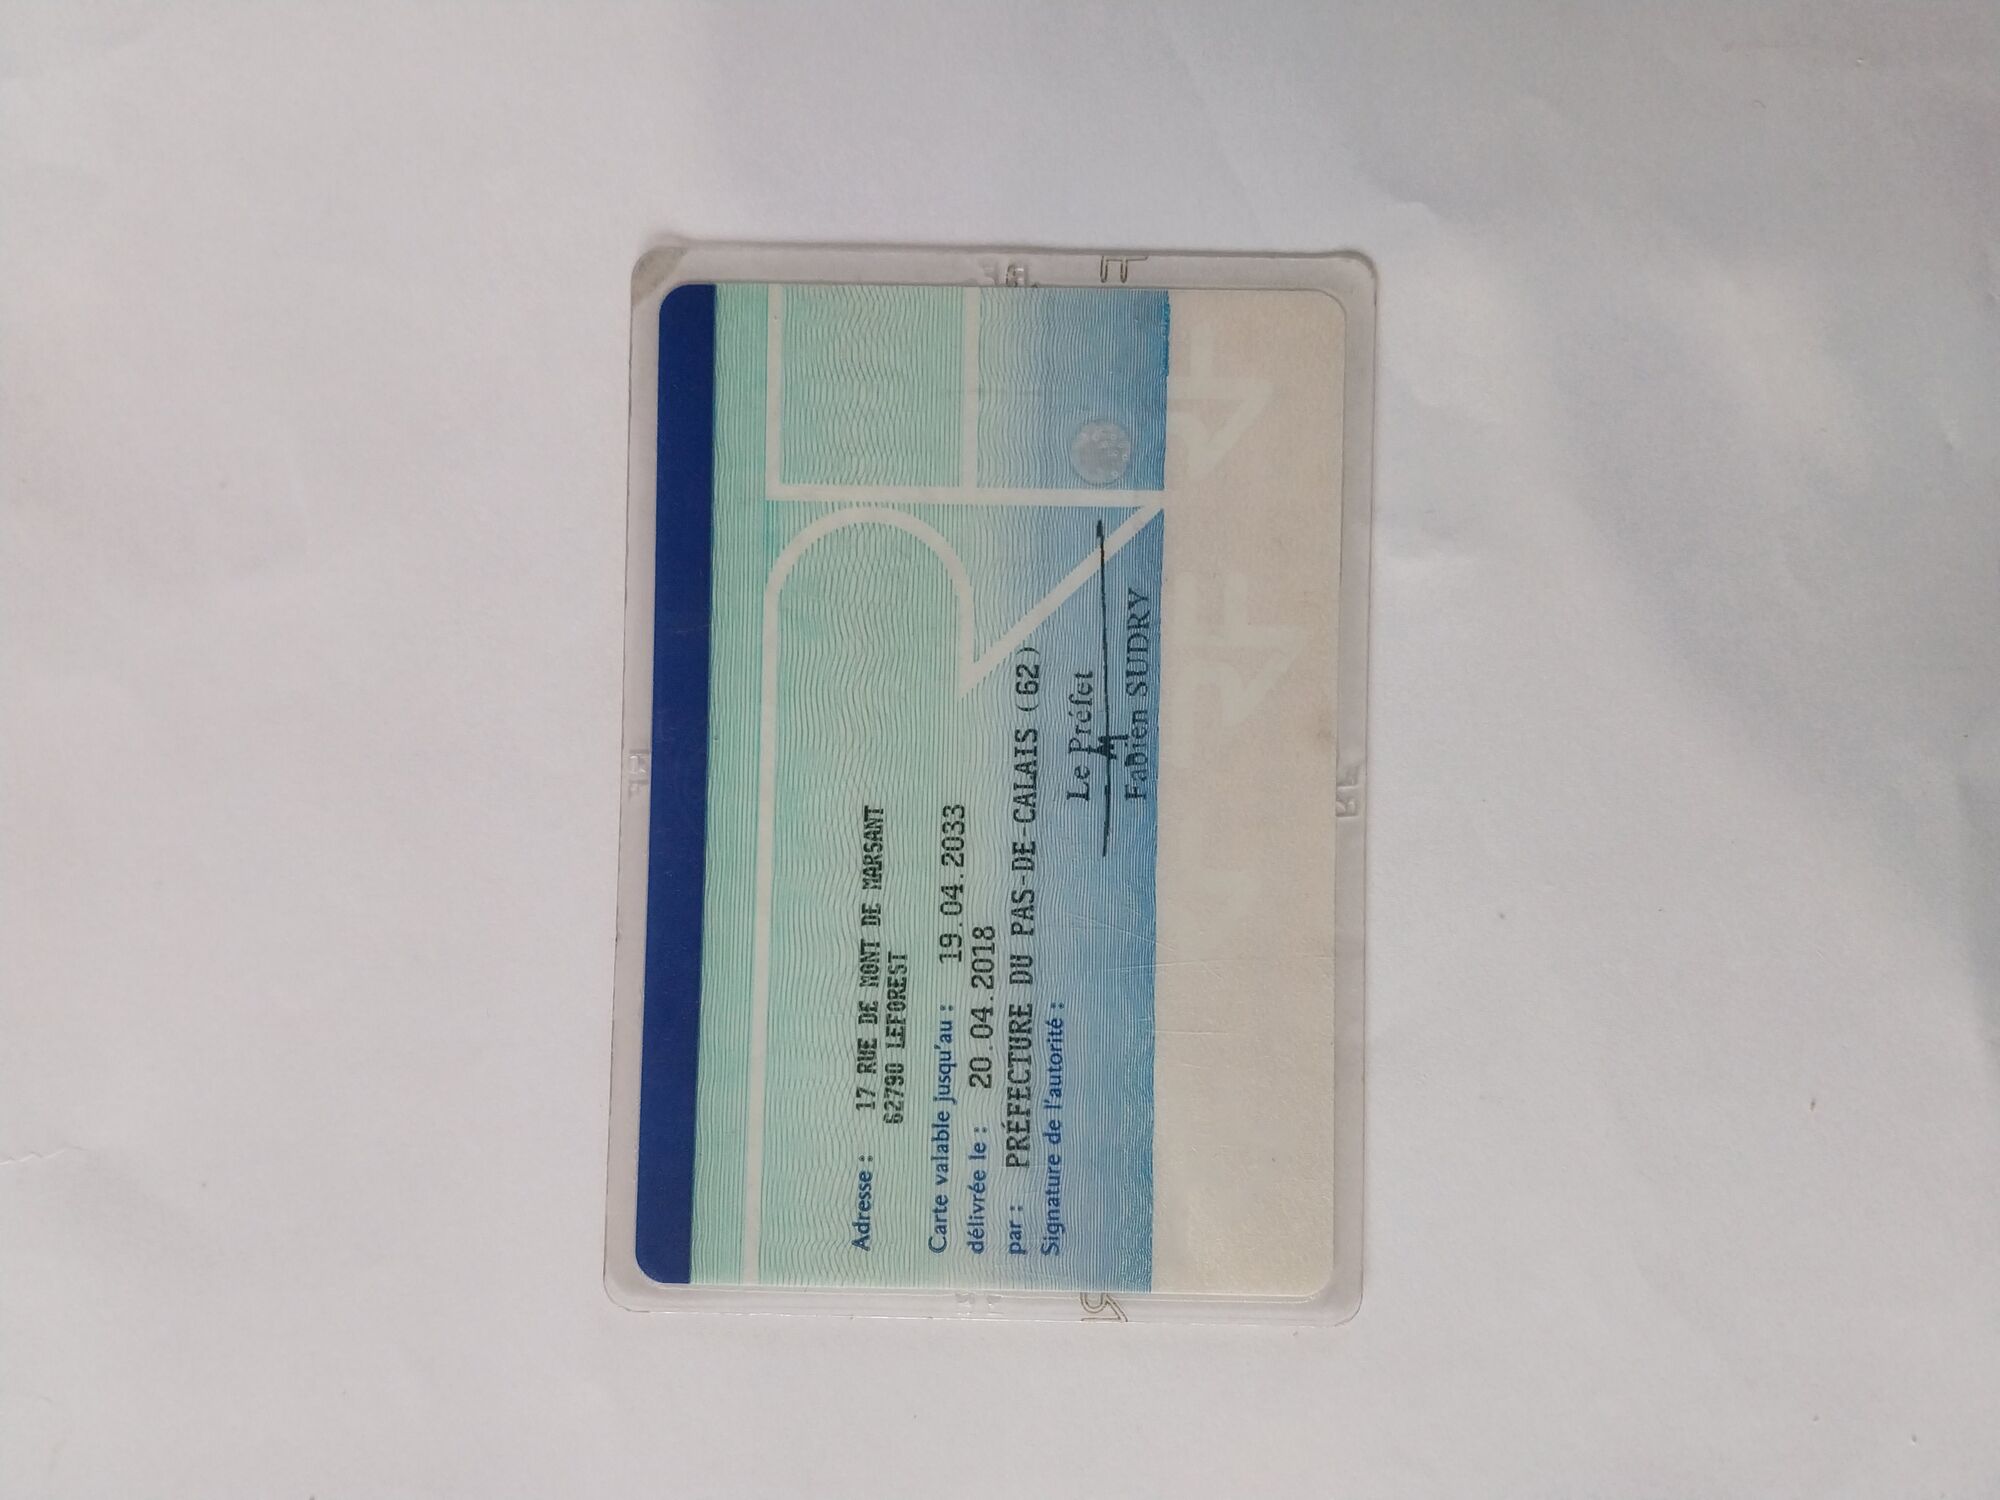 Adresse : 17 RUE DE MONT DE MARSANT
62790 LEFOREST
Carte valable jusqu'au : 19.04.2033
délivrée le : 20.04.2018
par : PRÉFECTURE DU PAS-DE-CALAIS (62)
Signature de l'autorité :
Le Préfet
Fabien SUDRY